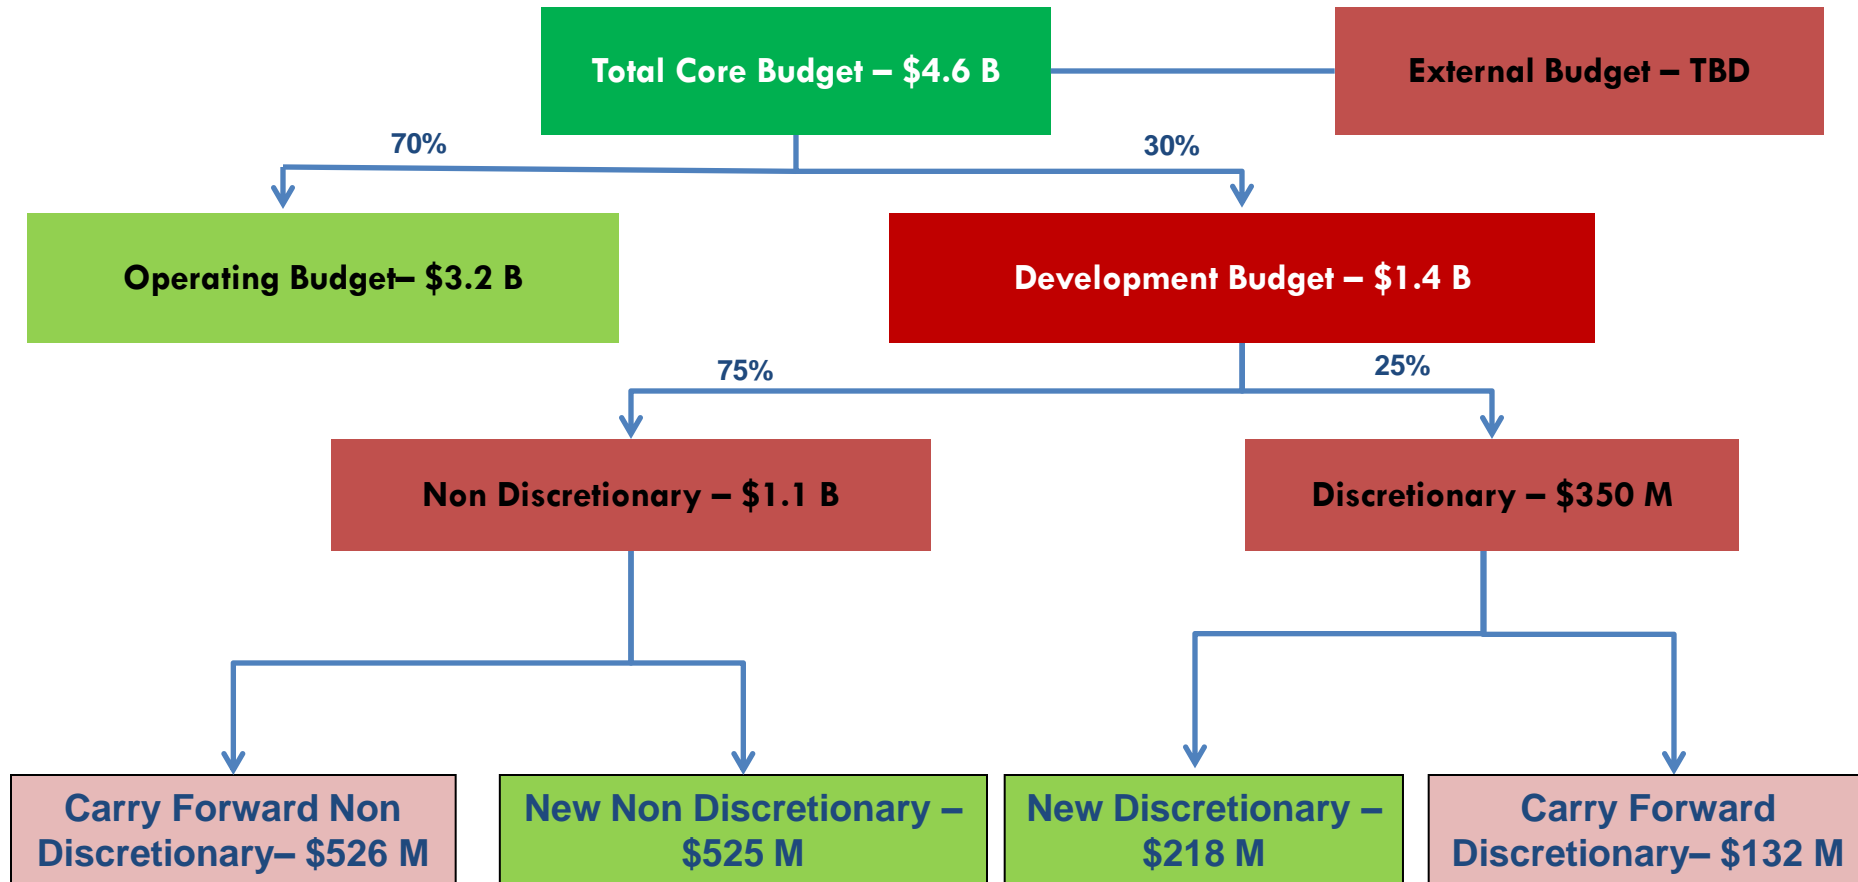 Total Core Budget – $4.6 B
External Budget – TBD
70%
30%
Operating Budget– $3.2 B
Development Budget – $1.4 B
75%
25%
Non Discretionary – $1.1 B
Discretionary – $350 M
Carry Forward Non
Discretionary– $526 M
New Non Discretionary –
$525 M
New Discretionary –
$218 M
Carry Forward
Discretionary– $132 M